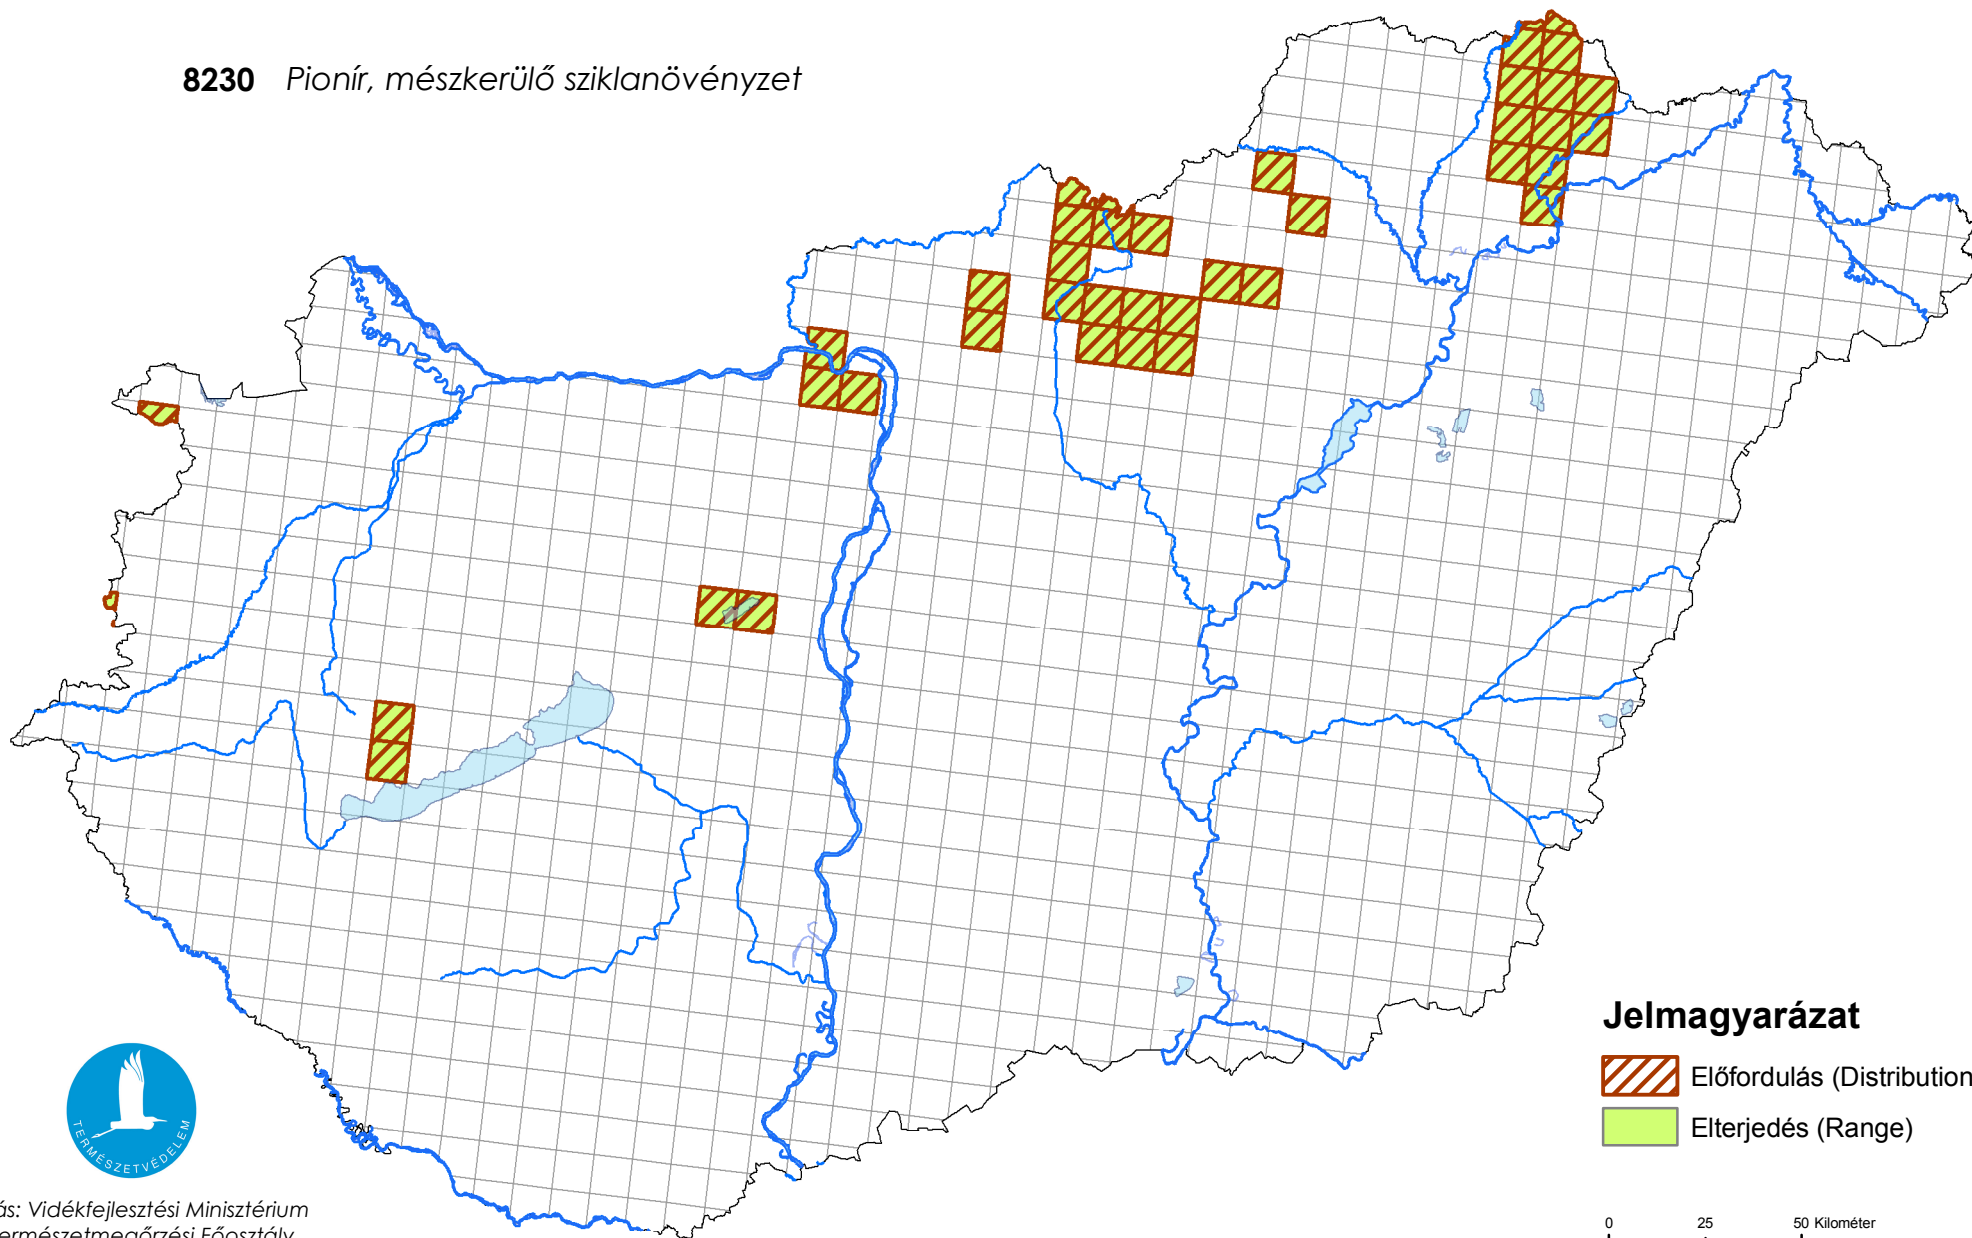 8230 Pionír, mészkerülő sziklanövényzet
Jelmagyarázat
Előfordulás (Distribution
Elterjedés (Range)
TERMÉSZETVÉDELEM
ás: Vidékfejlesztési Minisztérium
ermészetmegőrzési Főosztály
0 25 50 Kilométer